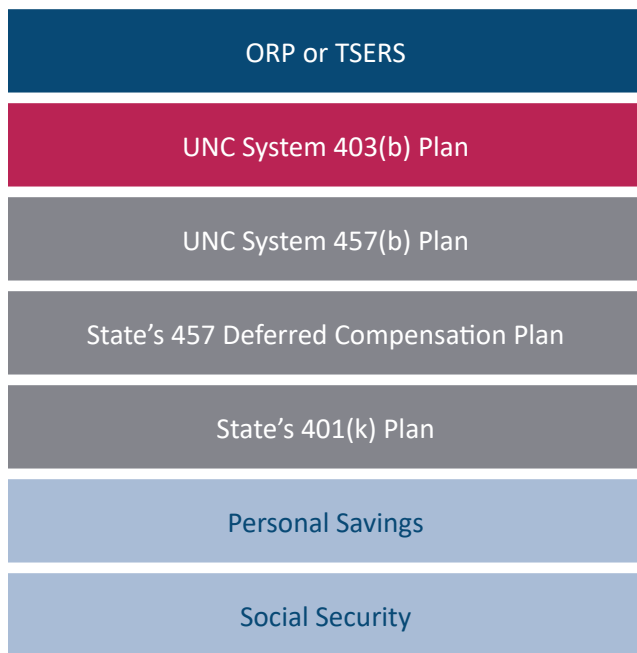 ORP or TSERS
UNC System 403(b) Plan
UNC System 457(b) Plan
State’s 457 Deferred Compensation Plan
State’s 401(k) Plan
Personal Savings
Social Security